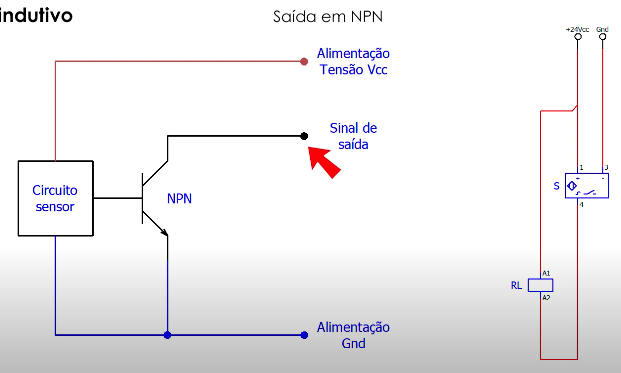 indutivo
Saída em NPN
Alimentação
Tensão Vcc
Sinal de
saída
Circuito
sensor
NPN
Alimentação
Gnd
+24Vcc
Gnd
1
3
+
-
S
4
A1
RL
A2